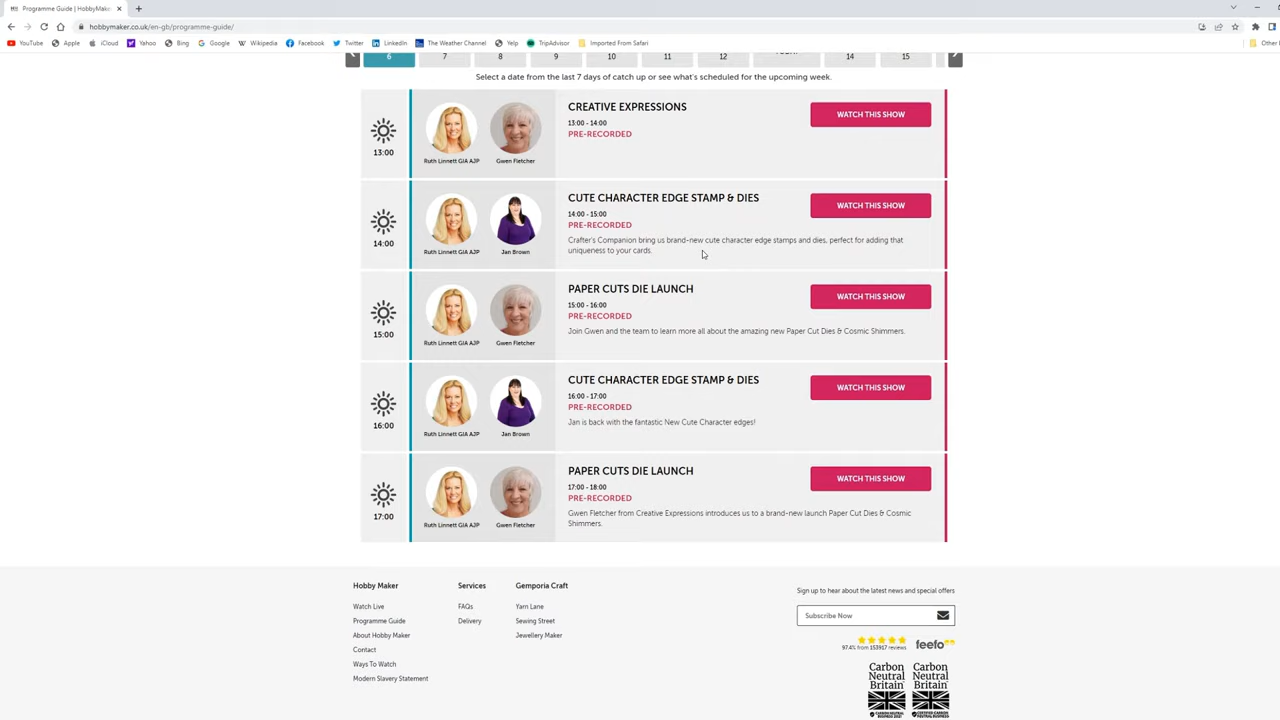 Programme Guide | HobbyMaker
hobbymaker.co.uk/en-gb/programme-guide/
YouTube Apple iCloud Yahoo Bing Google Wikipedia Facebook Twitter LinkedIn The Weather Channel Yelp TripAdvisor Imported From Safari Other
6 7 8 9 10 11 12 14 15
Select a date from the last 7 days of catch up or see what's scheduled for the upcoming week.
13:00
Ruth Linnett GIA AJP Gwen Fletcher
CREATIVE EXPRESSIONS
13:00 - 14:00
PRE-RECORDED
WATCH THIS SHOW
14:00
Ruth Linnett GIA AJP Jan Brown
CUTE CHARACTER EDGE STAMP & DIES
14:00 - 15:00
PRE-RECORDED
Crafter's Companion bring us brand-new cute character edge stamps and dies, perfect for adding that
uniqueness to your cards.
WATCH THIS SHOW
15:00
Ruth Linnett GIA AJP Gwen Fletcher
PAPER CUTS DIE LAUNCH
15:00 - 16:00
PRE-RECORDED
Join Gwen and the team to learn more all about the amazing new Paper Cut Dies & Cosmic Shimmers.
WATCH THIS SHOW
16:00
Ruth Linnett GIA AJP Jan Brown
CUTE CHARACTER EDGE STAMP & DIES
16:00 - 17:00
PRE-RECORDED
Jan is back with the fantastic New Cute Character edges!
WATCH THIS SHOW
17:00
Ruth Linnett GIA AJP Gwen Fletcher
PAPER CUTS DIE LAUNCH
17:00 - 18:00
PRE-RECORDED
Gwen Fletcher from Creative Expressions introduces us to a brand-new launch Paper Cut Dies & Cosmic
Shimmers.
WATCH THIS SHOW
Hobby Maker
Watch Live
Programme Guide
About Hobby Maker
Contact
Ways To Watch
Modern Slavery Statement
Services
FAQs
Delivery
Gemporia Craft
Yarn Lane
Sewing Street
Jewellery Maker
Sign up to hear about the latest news and special offers
Subscribe Now
97.4% from 153917 reviews
feefo
Carbon Neutral Britain
Carbon Neutral Britain